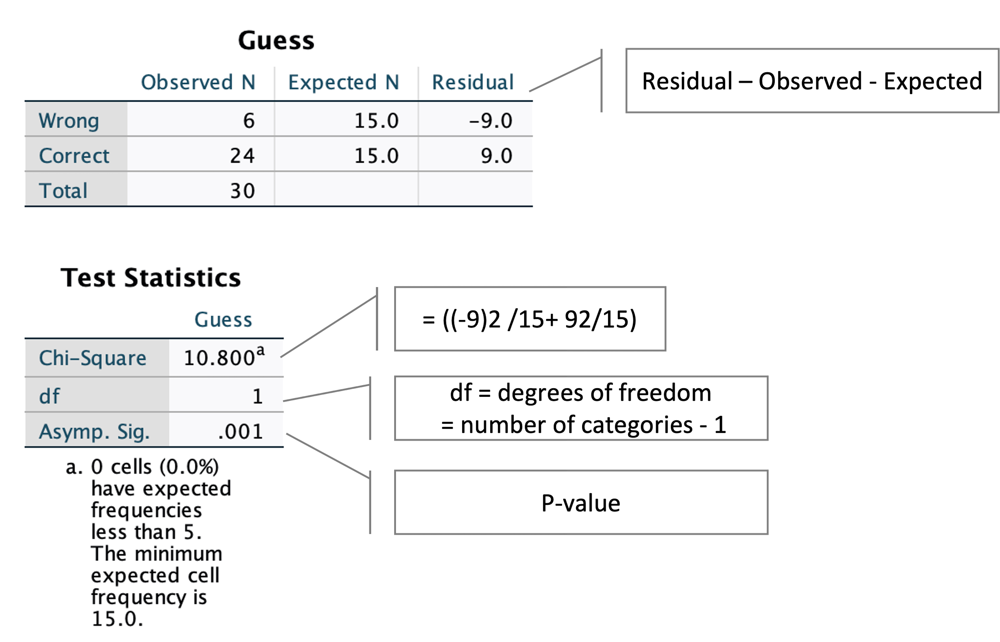 Guess
Observed N Expected N Residual
Wrong 6 15.0 –9.0
Correct 24 15.0 9.0
Total 30
Residual – Observed - Expected
Test Statistics
Guess
Chi–Square 10.800a
df 1
Asymp. Sig. .001
a. 0 cells (0.0%)
have expected
frequencies
less than 5.
The minimum
expected cell
frequency is
15.0.
= ((-9)2 /15+ 92/15)
df = degrees of freedom
= number of categories - 1
P-value